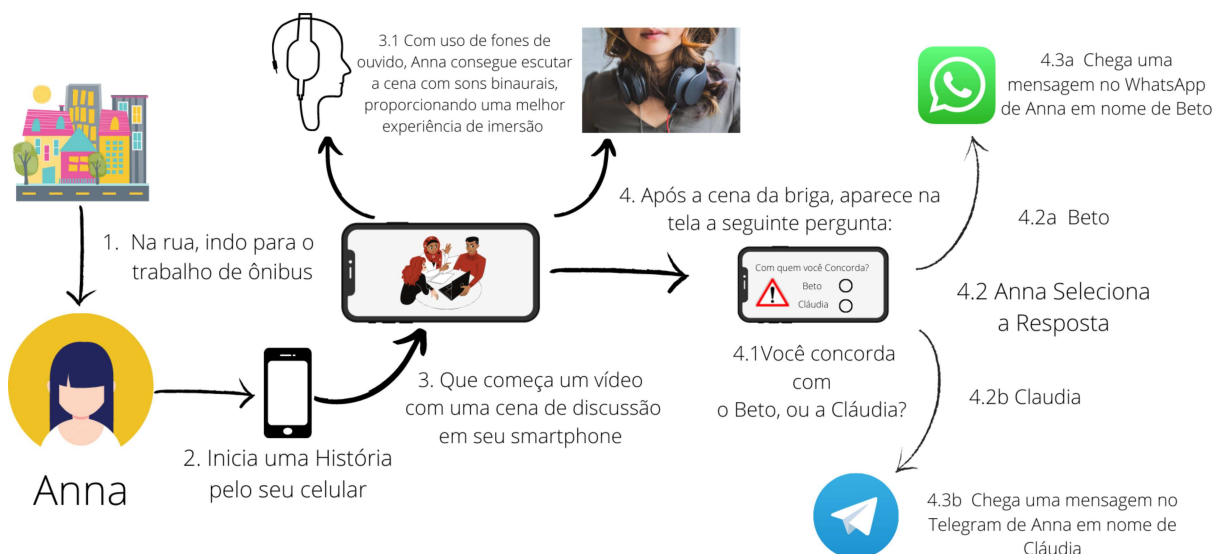 1. Na rua, indo para o
trabalho de ônibus
Anna
2. Inicia uma História
pelo seu celular
3. Que começa um vídeo
com uma cena de discussão
em seu smartphone
3.1 Com uso de fones de
ouvido, Anna consegue escutar
a cena com sons binaurais,
proporcionando uma melhor
experiência de imersão
4. Após a cena da briga, aparece na
tela a seguinte pergunta:
Com quem você Concorda?
Beto
Cláudia
4.1Você concorda
com
o Beto, ou a Cláudia?
4.2 Anna Seleciona
a Resposta
4.2a Beto
4.3a Chega uma
mensagem no WhatsApp
de Anna em nome de Beto
4.2b Claudia
4.3b Chega uma mensagem no
Telegram de Anna em nome de
Cláudia